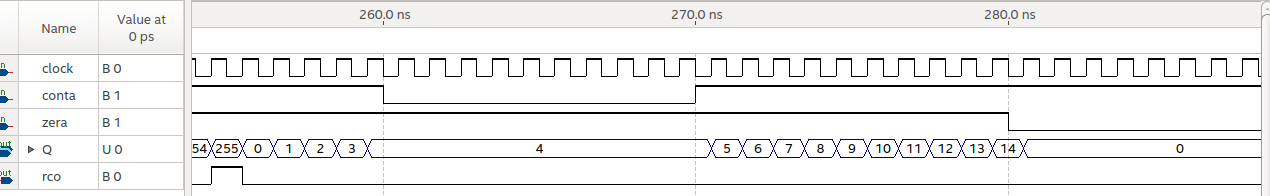 Name Value at 0 ps 260.0 ns 270.0 ns 280.0 ns
clock B 0
conta B 1
zera B 1
Q U 0 54 255 0 1 2 3 4 5 6 7 8 9 10 11 12 13 14 0
rco B 0